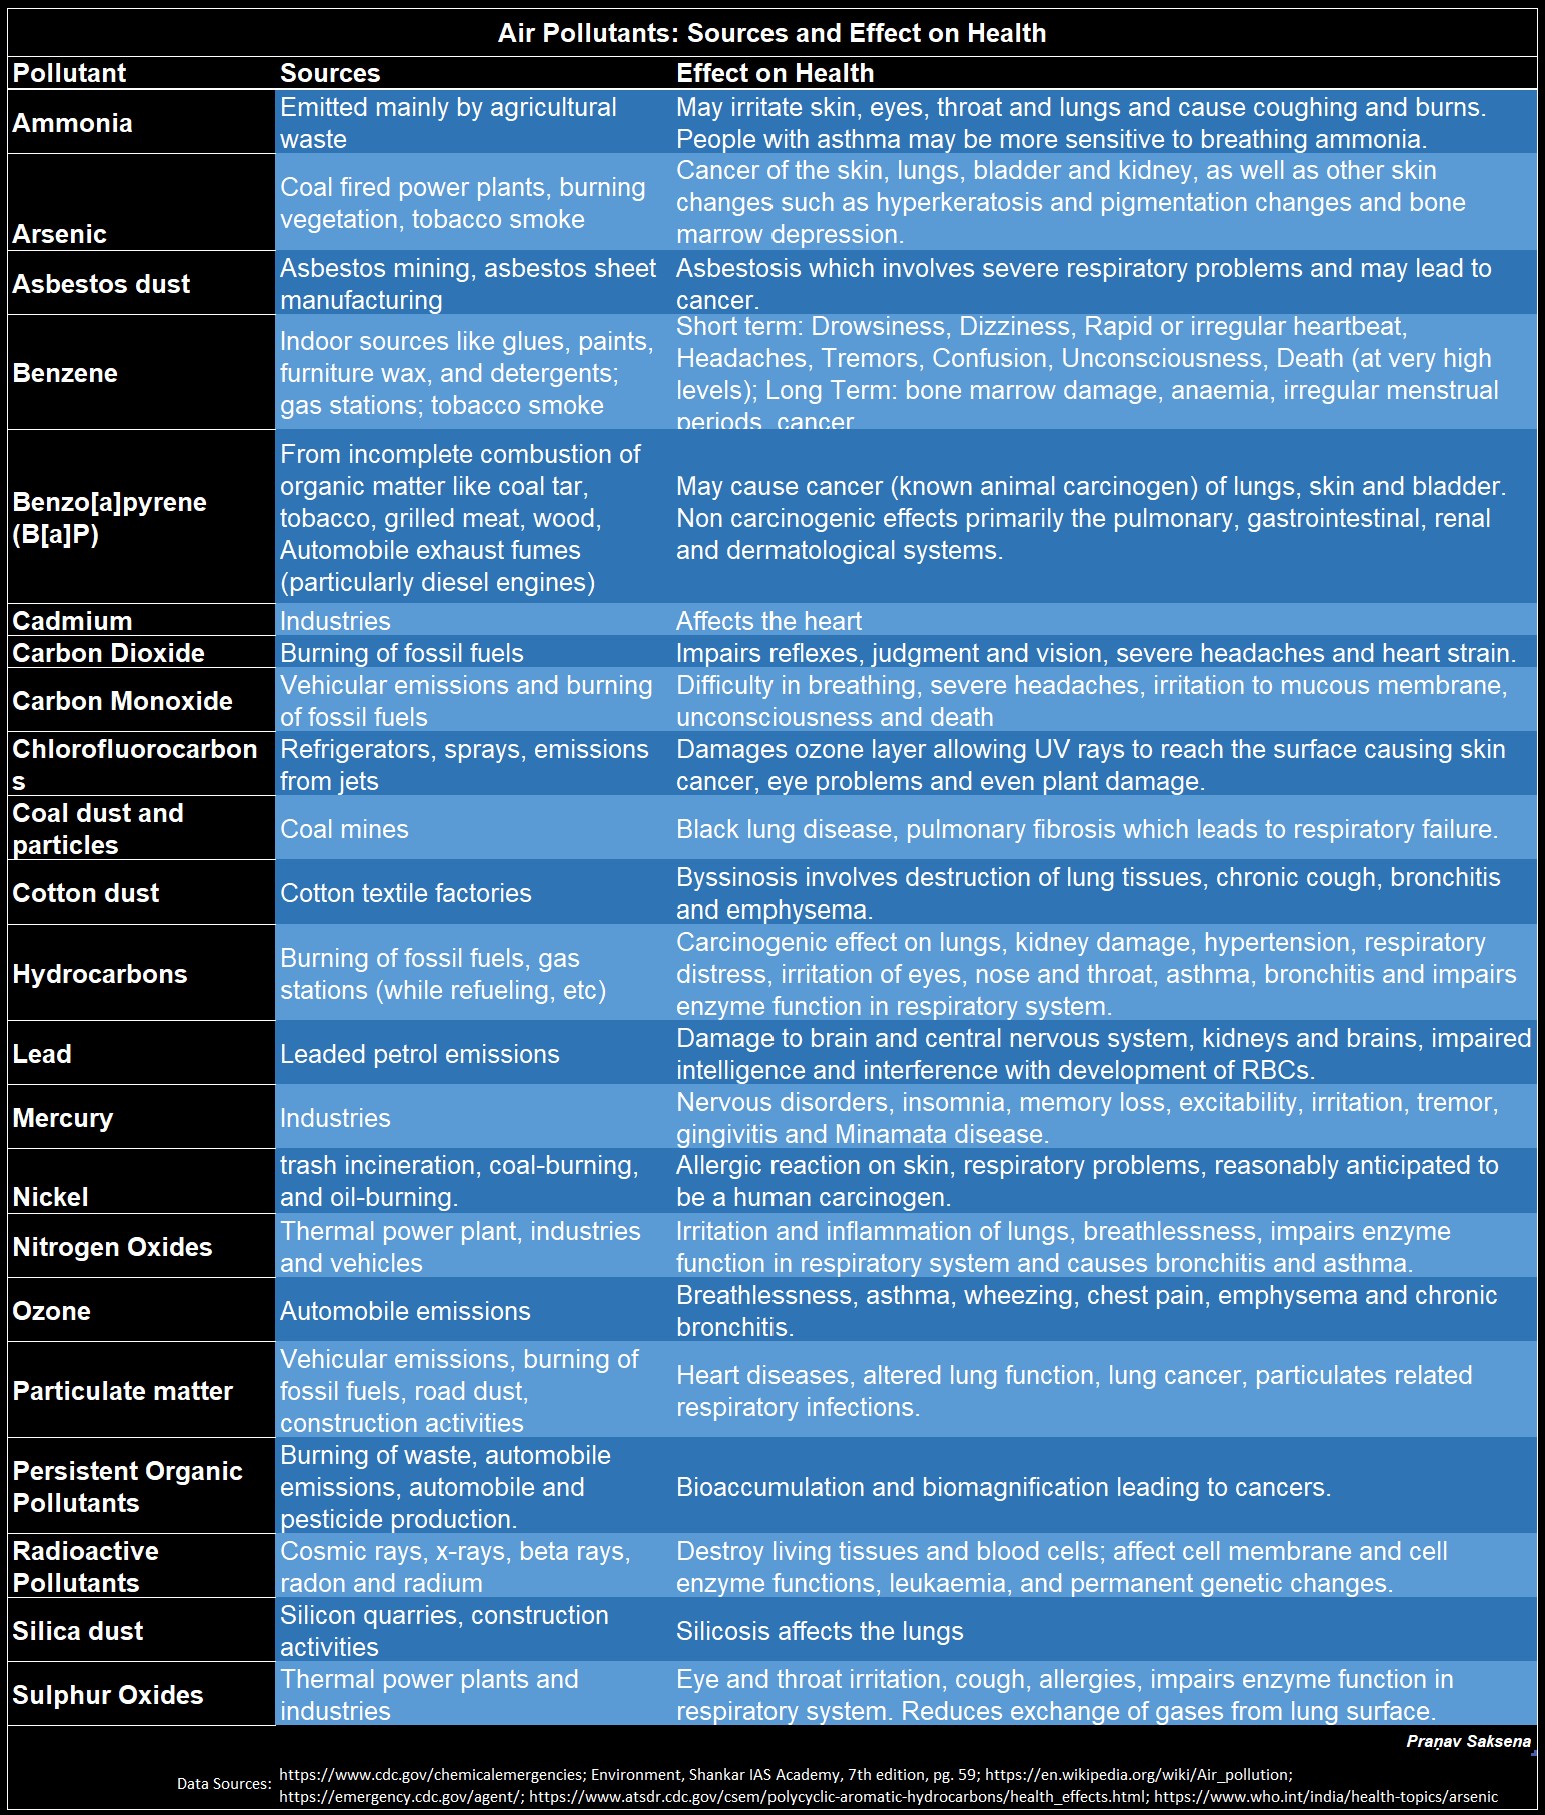 Air Pollutants: Sources and Effect on Health
Pollutant Sources Effect on Health
Ammonia
Emitted mainly by agricultural
waste
May irritate skin, eyes, throat and lungs and cause coughing and burns.
People with asthma may be more sensitive to breathing ammonia.
Arsenic
Coal fired power plants, burning
vegetation, tobacco smoke
Cancer of the skin, lungs, bladder and kidney, as well as other skin
changes such as hyperkeratosis and pigmentation changes and bone
marrow depression.
Asbestos dust
Asbestos mining, asbestos sheet
manufacturing
Asbestosis which involves severe respiratory problems and may lead to
cancer.
Benzene
Indoor sources like glues, paints,
furniture wax, and detergents;
gas stations; tobacco smoke
Short term: Drowsiness, Dizziness, Rapid or irregular heartbeat,
Headaches, Tremors, Confusion, Unconsciousness, Death (at very high
levels); Long Term: bone marrow damage, anaemia, irregular menstrual
periods, cancer
Benzo[a]pyrene
(B[a]P)
From incomplete combustion of
organic matter like coal tar,
tobacco, grilled meat, wood,
Automobile exhaust fumes
(particularly diesel engines)
May cause cancer (known animal carcinogen) of lungs, skin and bladder.
Non carcinogenic effects primarily the pulmonary, gastrointestinal, renal
and dermatological systems.
Cadmium
Industries
Affects the heart
Carbon Dioxide
Burning of fossil fuels
Impairs reflexes, judgment and vision, severe headaches and heart strain.
Carbon Monoxide
Vehicular emissions and burning
of fossil fuels
Difficulty in breathing, severe headaches, irritation to mucous membrane,
unconsciousness and death
Chlorofluorocarbon
s
Refrigerators, sprays, emissions
from jets
Damages ozone layer allowing UV rays to reach the surface causing skin
cancer, eye problems and even plant damage.
Coal dust and
particles
Coal mines
Black lung disease, pulmonary fibrosis which leads to respiratory failure.
Cotton dust
Cotton textile factories
Byssinosis involves destruction of lung tissues, chronic cough, bronchitis
and emphysema.
Hydrocarbons
Burning of fossil fuels, gas
stations (while refueling, etc)
Carcinogenic effect on lungs, kidney damage, hypertension, respiratory
distress, irritation of eyes, nose and throat, asthma, bronchitis and impairs
enzyme function in respiratory system.
Lead
Leaded petrol emissions
Damage to brain and central nervous system, kidneys and brains, impaired
intelligence and interference with development of RBCs.
Mercury
Industries
Nervous disorders, insomnia, memory loss, excitability, irritation, tremor,
gingivitis and Minamata disease.
Nickel
trash incineration, coal-burning,
and oil-burning.
Allergic reaction on skin, respiratory problems, reasonably anticipated to
be a human carcinogen.
Nitrogen Oxides
Thermal power plant, industries
and vehicles
Irritation and inflammation of lungs, breathlessness, impairs enzyme
function in respiratory system and causes bronchitis and asthma.
Ozone
Automobile emissions
Breathlessness, asthma, wheezing, chest pain, emphysema and chronic
bronchitis.
Particulate matter
Vehicular emissions, burning of
fossil fuels, road dust,
construction activities
Heart diseases, altered lung function, lung cancer, particulates related
respiratory infections.
Persistent Organic
Pollutants
Burning of waste, automobile
emissions, automobile and
pesticide production.
Bioaccumulation and biomagnification leading to cancers.
Radioactive
Pollutants
Cosmic rays, x-rays, beta rays,
radon and radium
Destroy living tissues and blood cells; affect cell membrane and cell
enzyme functions, leukaemia, and permanent genetic changes.
Silica dust
Silicon quarries, construction
activities
Silicosis affects the lungs
Sulphur Oxides
Thermal power plants and
industries
Eye and throat irritation, cough, allergies, impairs enzyme function in
respiratory system. Reduces exchange of gases from lung surface.
Praṇav Saksena
Data Sources:
https://www.cdc.gov/chemicalemergencies; Environment, Shankar IAS Academy, 7th edition, pg. 59; https://en.wikipedia.org/wiki/Air_pollution;
https://emergency.cdc.gov/agent/; https://www.atsdr.cdc.gov/csem/polycyclic-aromatic-hydrocarbons/health_effects.html; https://www.who.int/india/health-topics/arsenic